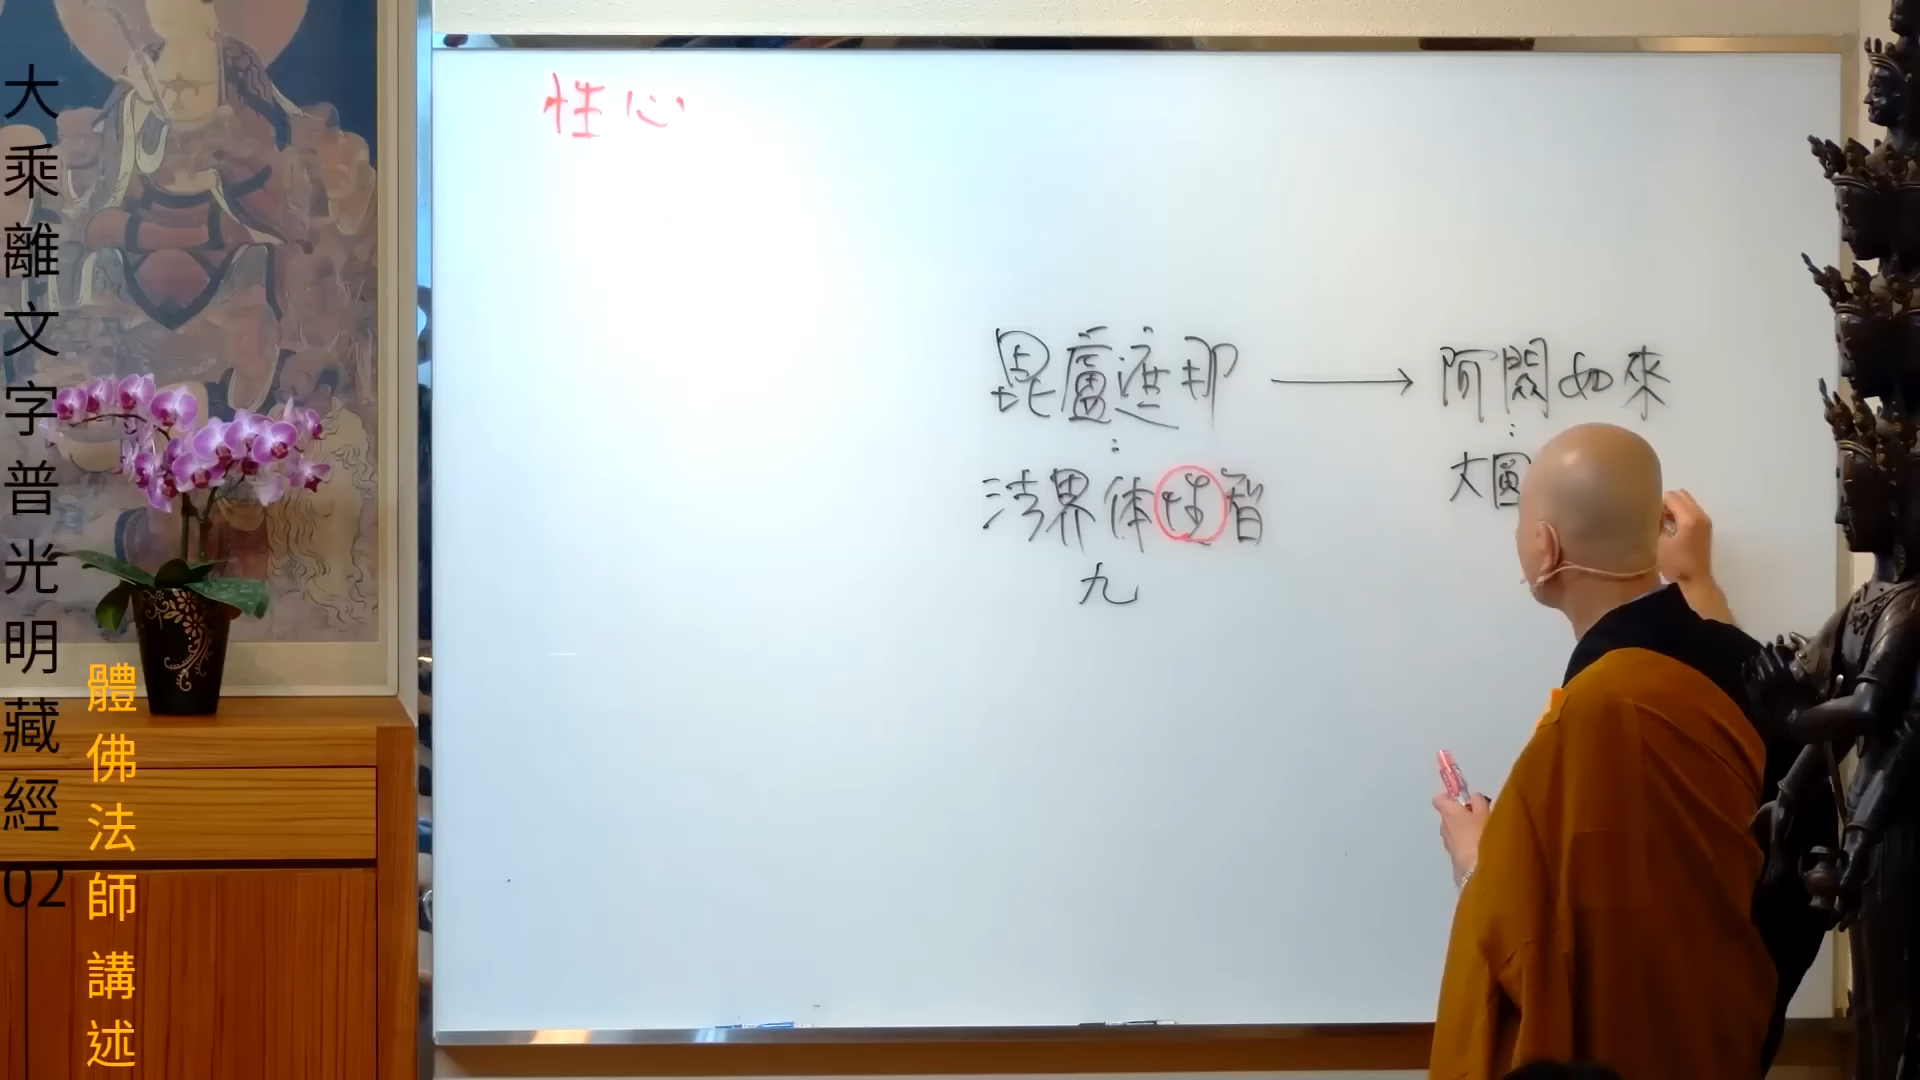 大乘離文字普光明藏經02
體佛法師 講述
性心
毘盧遮那 → 阿閦如來
法界体性智
大圓
九